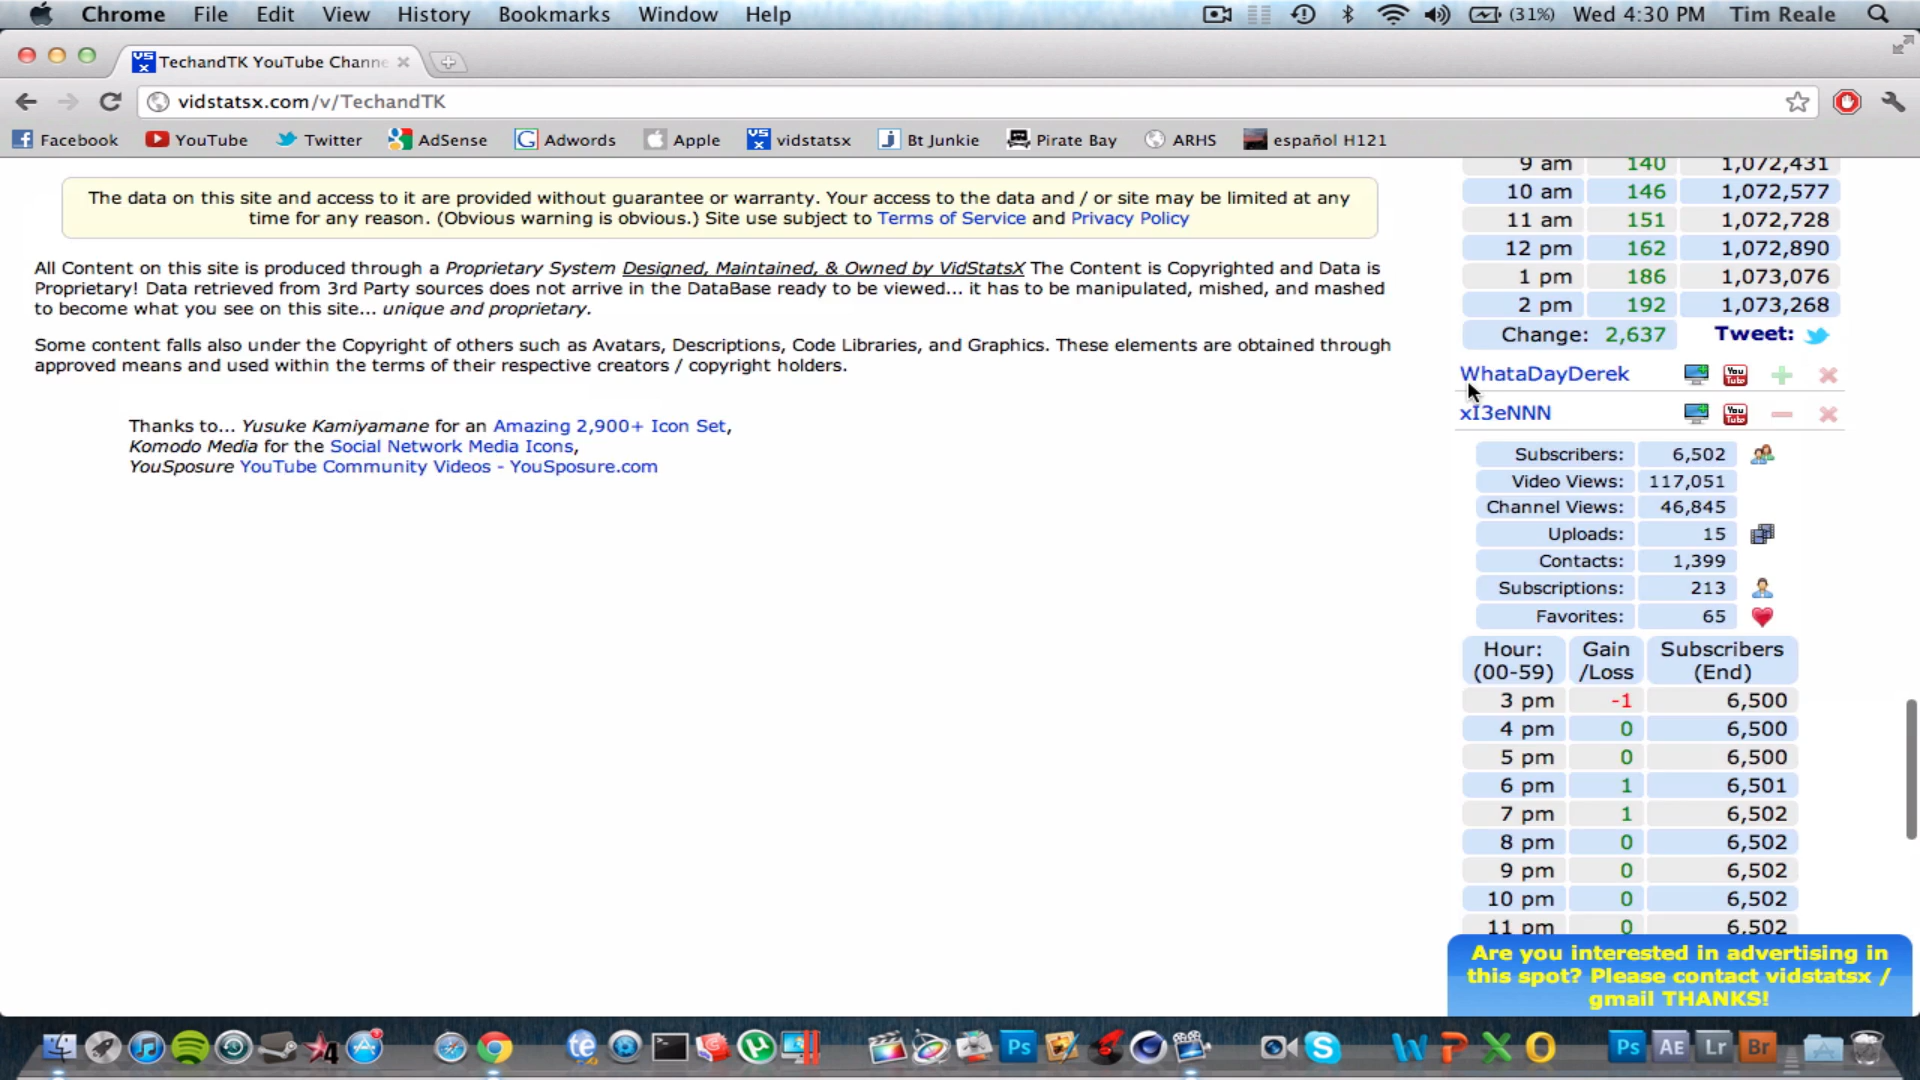 Chrome File Edit View History Bookmarks Window Help (31%) Wed 4:30 PM Tim Reale
TechandTK YouTube Channe
vidstatsx.com/v/TechandTK
Facebook YouTube Twitter AdSense Adwords Apple vidstatsx Bt Junkie Pirate Bay ARHS español H121
The data on this site and access to it are provided without guarantee or warranty. Your access to the data and / or site may be limited at any
time for any reason. (Obvious warning is obvious.) Site use subject to Terms of Service and Privacy Policy
All Content on this site is produced through a Proprietary System Designed, Maintained, & Owned by VidStatsX The Content is Copyrighted and Data is
Proprietary! Data retrieved from 3rd Party sources does not arrive in the DataBase ready to be viewed... it has to be manipulated, mished, and mashed
to become what you see on this site... unique and proprietary.
Some content falls also under the Copyright of others such as Avatars, Descriptions, Code Libraries, and Graphics. These elements are obtained through
approved means and used within the terms of their respective creators / copyright holders.
Thanks to... Yusuke Kamiyamane for an Amazing 2,900+ Icon Set,
Komodo Media for the Social Network Media Icons,
YouSposure YouTube Community Videos - YouSposure.com
9 am 140 1,072,431
10 am 146 1,072,577
11 am 151 1,072,728
12 pm 162 1,072,890
1 pm 186 1,073,076
2 pm 192 1,073,268
Change: 2,637 Tweet:
WhataDayDerek
xI3eNNN
Subscribers: 6,502
Video Views: 117,051
Channel Views: 46,845
Uploads: 15
Contacts: 1,399
Subscriptions: 213
Favorites: 65
Hour: Gain Subscribers
(00-59) /Loss (End)
3 pm -1 6,500
4 pm 0 6,500
5 pm 0 6,500
6 pm 1 6,501
7 pm 1 6,502
8 pm 0 6,502
9 pm 0 6,502
10 pm 0 6,502
11 pm 0 6,502
Are you interested in advertising in
this spot? Please contact vidstatsx /
gmail THANKS!
Ps Ps AE Lr Br